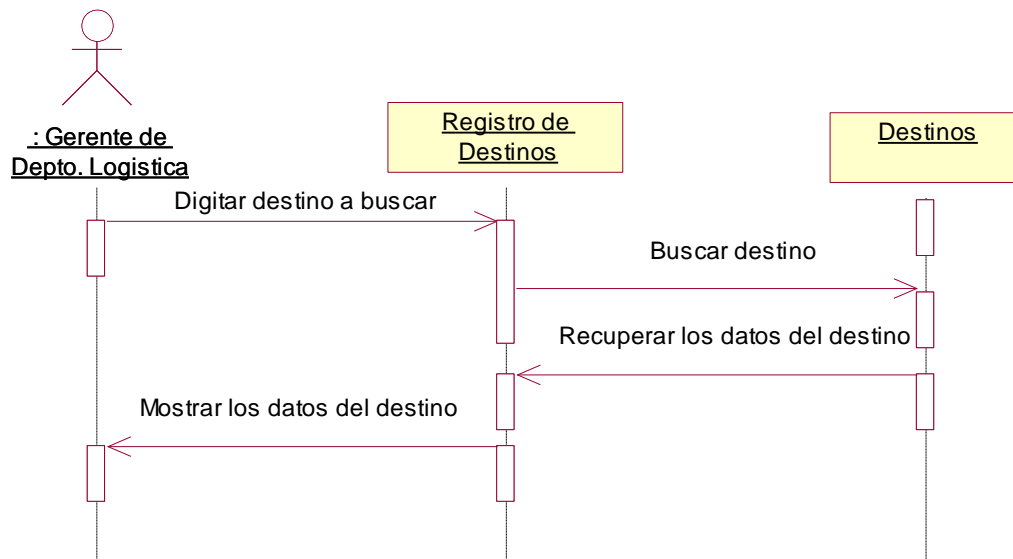 : Gerente de
Depto. Logistica
Registro de
Destinos
Destinos
Digitar destino a buscar
Buscar destino
Recuperar los datos del destino
Mostrar los datos del destino